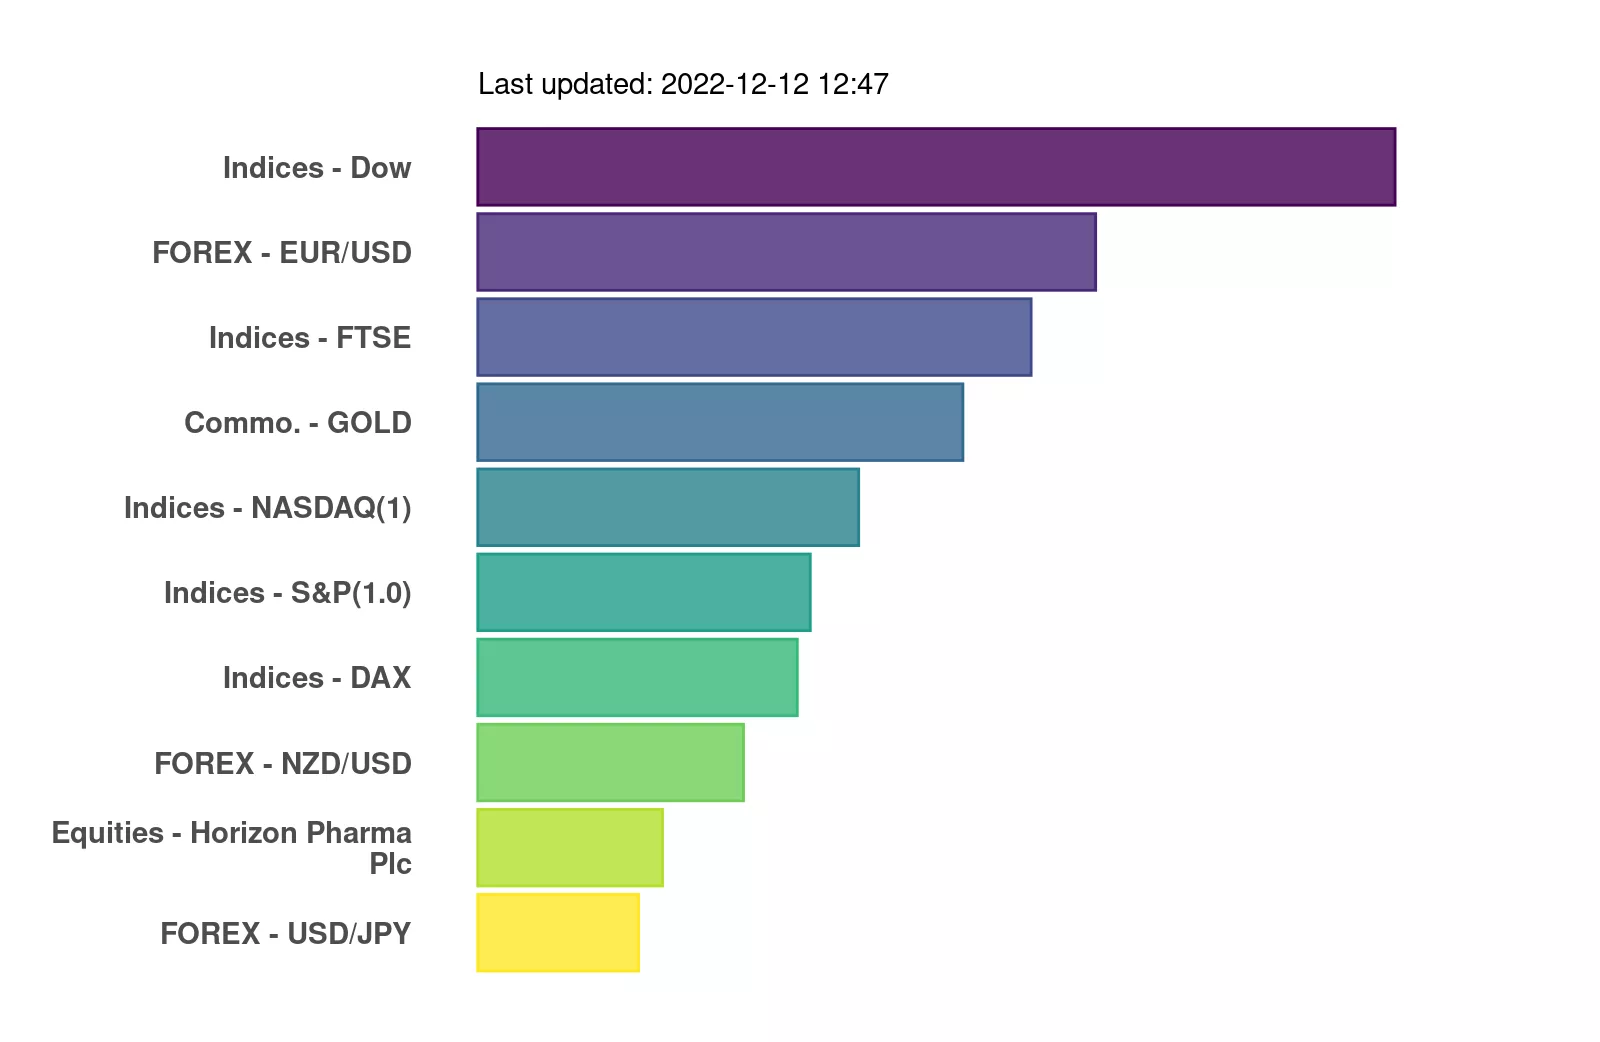 Last updated: 2022-12-12 12:47
Indices - Dow
FOREX - EUR/USD
Indices - FTSE
Commo. - GOLD
Indices - NASDAQ(1)
Indices - S&P(1.0)
Indices - DAX
FOREX - NZD/USD
Equities - Horizon Pharma
Plc
FOREX - USD/JPY